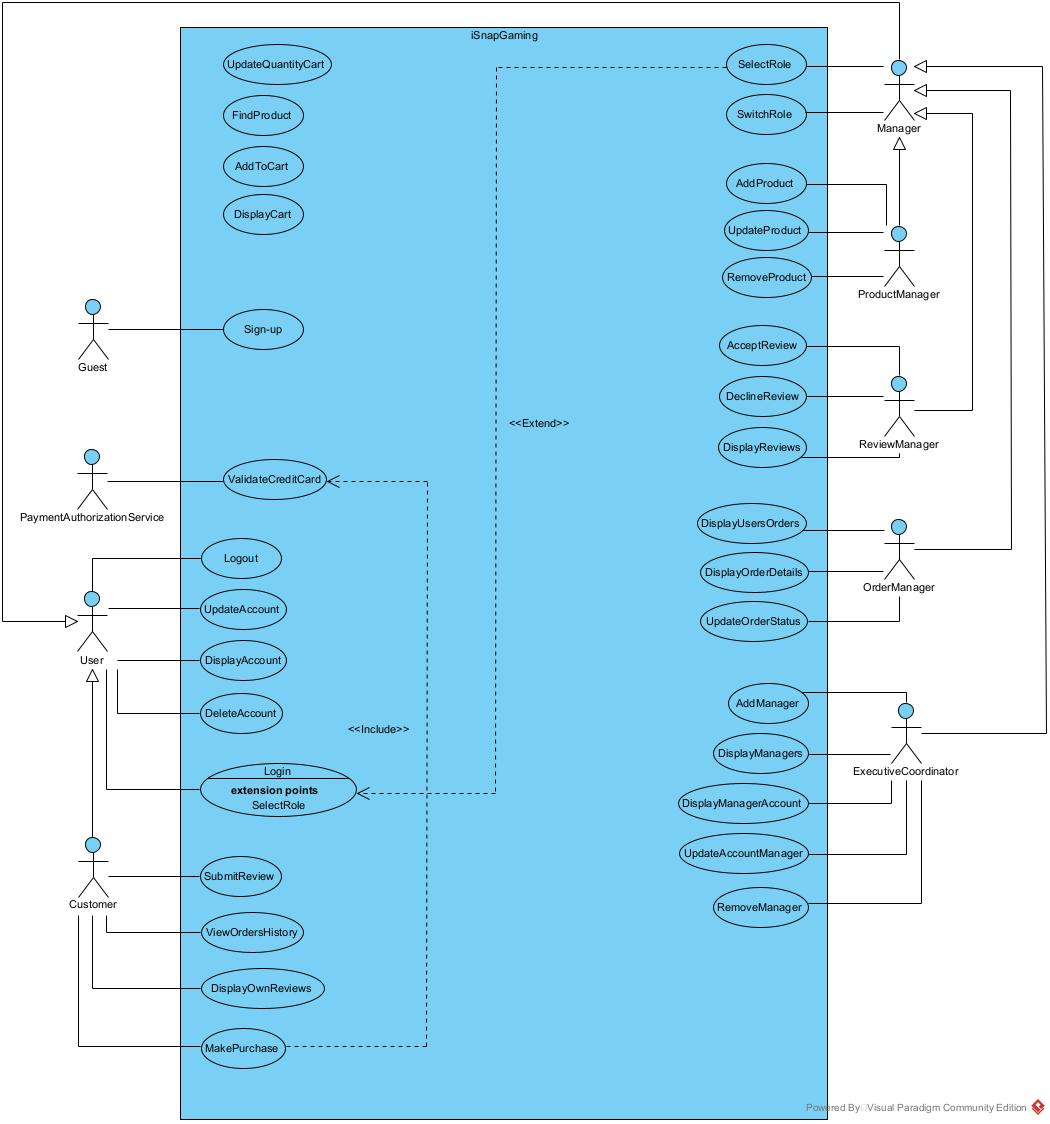 iSnapGaming
UpdateQuantityCart
FindProduct
AddToCart
DisplayCart
SelectRole
SwitchRole
Manager
AddProduct
UpdateProduct
RemoveProduct
ProductManager
Guest
Sign-up
AcceptReview
DeclineReview
DisplayReviews
ReviewManager
<<Extend>>
PaymentAuthorizationService
ValidateCreditCard
DisplayUsersOrders
DisplayOrderDetails
UpdateOrderStatus
OrderManager
Logout
UpdateAccount
DisplayAccount
DeleteAccount
User
<<Include>>
Login
extension points
SelectRole
AddManager
DisplayManagers
DisplayManagerAccount
UpdateAccountManager
RemoveManager
ExecutiveCoordinator
Customer
SubmitReview
ViewOrdersHistory
DisplayOwnReviews
MakePurchase
Powered By Visual Paradigm Community Edition